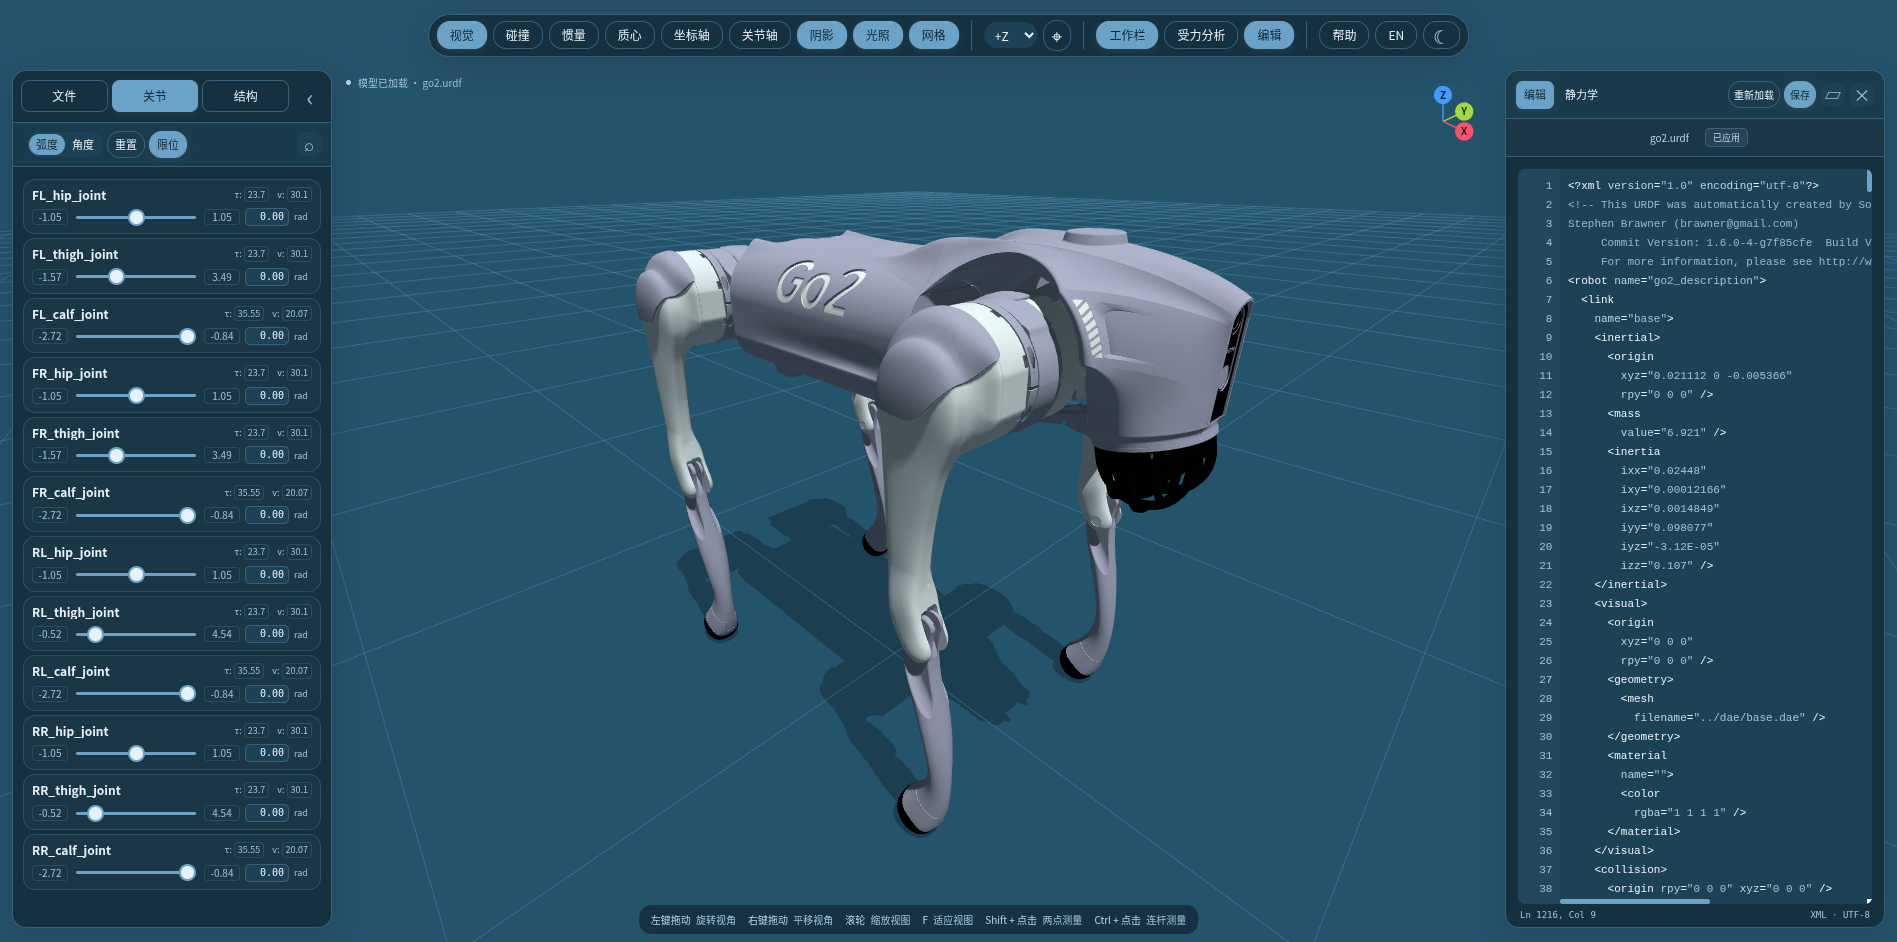 视觉 碰撞 惯量 质心 坐标轴 关节轴 阴影 光照 网格 +Z 工作栏 受力分析 编辑 帮助 EN
文件 关节 结构
弧度 角度 重置 限位
FL_hip_joint τ: 23.7 v: 30.1
-1.05 1.05 0.00 rad
FL_thigh_joint τ: 23.7 v: 30.1
-1.57 3.49 0.00 rad
FL_calf_joint τ: 35.55 v: 20.07
-2.72 -0.84 0.00 rad
FR_hip_joint τ: 23.7 v: 30.1
-1.05 1.05 0.00 rad
FR_thigh_joint τ: 23.7 v: 30.1
-1.57 3.49 0.00 rad
FR_calf_joint τ: 35.55 v: 20.07
-2.72 -0.84 0.00 rad
RL_hip_joint τ: 23.7 v: 30.1
-1.05 1.05 0.00 rad
RL_thigh_joint τ: 23.7 v: 30.1
-0.52 4.54 0.00 rad
RL_calf_joint τ: 35.55 v: 20.07
-2.72 -0.84 0.00 rad
RR_hip_joint τ: 23.7 v: 30.1
-1.05 1.05 0.00 rad
RR_thigh_joint τ: 23.7 v: 30.1
-0.52 4.54 0.00 rad
RR_calf_joint τ: 35.55 v: 20.07
-2.72 -0.84 0.00 rad
模型已加载 · go2.urdf
Z
Y
X
Go2
左键拖动 旋转视角 右键拖动 平移视角 滚轮 缩放视图 F 适应视图 Shift + 点击 两点测量 Ctrl + 点击 连杆测量
编辑 静力学 重新加载 保存
go2.urdf 已应用
1 <?xml version="1.0" encoding="utf-8"?>
2 <!-- This URDF was automatically created by So
3 Stephen Brawner (brawner@gmail.com)
4 Commit Version: 1.6.0-4-g7f85cfe Build V
5 For more information, please see http://w
6 <robot name="go2_description">
7 <link
8 name="base">
9 <inertial>
10 <origin
11 xyz="0.021112 0 -0.005366"
12 rpy="0 0 0" />
13 <mass
14 value="6.921" />
15 <inertia
16 ixx="0.02448"
17 ixy="0.00012166"
18 ixz="0.0014849"
19 iyy="0.098077"
20 iyz="-3.12E-05"
21 izz="0.107" />
22 </inertial>
23 <visual>
24 <origin
25 xyz="0 0 0"
26 rpy="0 0 0" />
27 <geometry>
28 <mesh
29 filename="../dae/base.dae" />
30 </geometry>
31 <material
32 name="">
33 <color
34 rgba="1 1 1 1" />
35 </material>
36 </visual>
37 <collision>
38 <origin rpy="0 0 0" xyz="0 0 0" />
Ln 1216, Col 9 XML · UTF-8